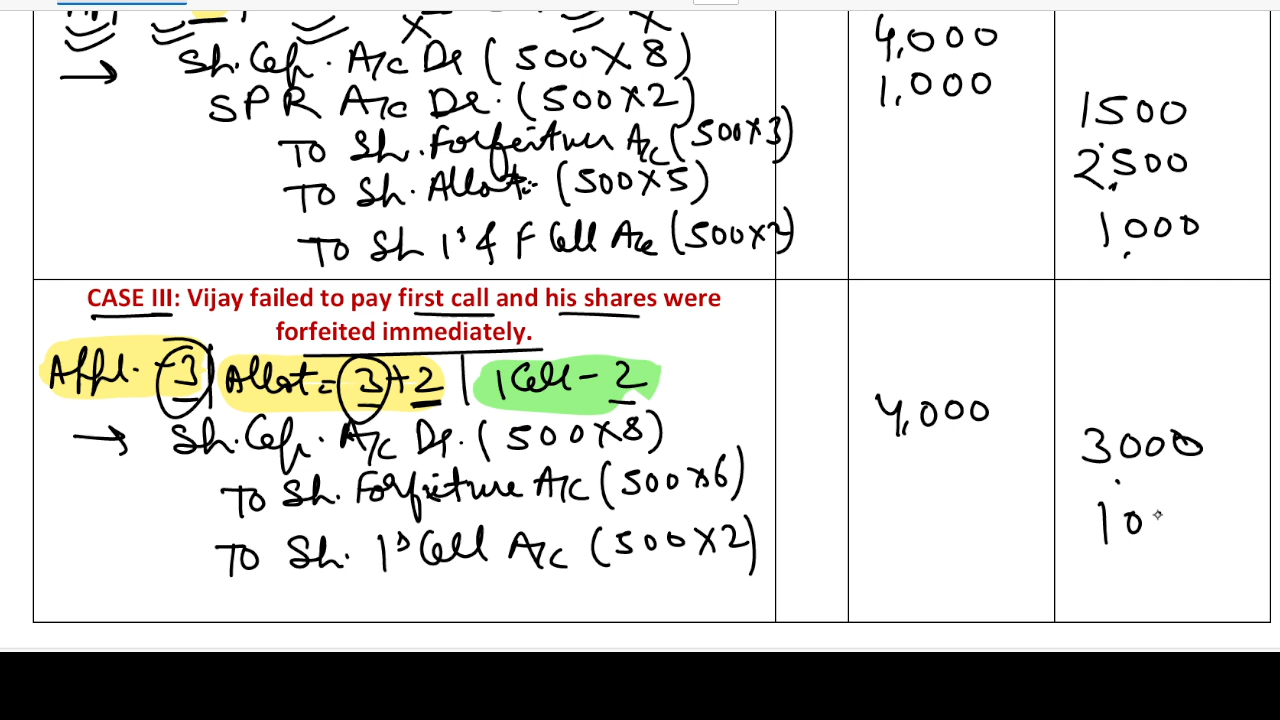 Sh. Cap. A/c Dr (500 X 8) 4,000
SPR A/c Dr. (500 X 2) 1,000
To Sh. Forfeiture A/c (500 X 3) 1500
To Sh. Allot. (500 X 5) 2,500
To Sh 1s & F Call A/c (500 X 2) 1,000
CASE III: Vijay failed to pay first call and his shares were
forfeited immediately.
Appl. - 3 | Allot = 3 + 2 | 1 Call - 2
Sh. Cap. A/c Dr. (500 X 8) 4,000
To Sh. Forfeiture A/c (500 X 6) 3000
To Sh. 1s Call A/c (500 X 2) 10